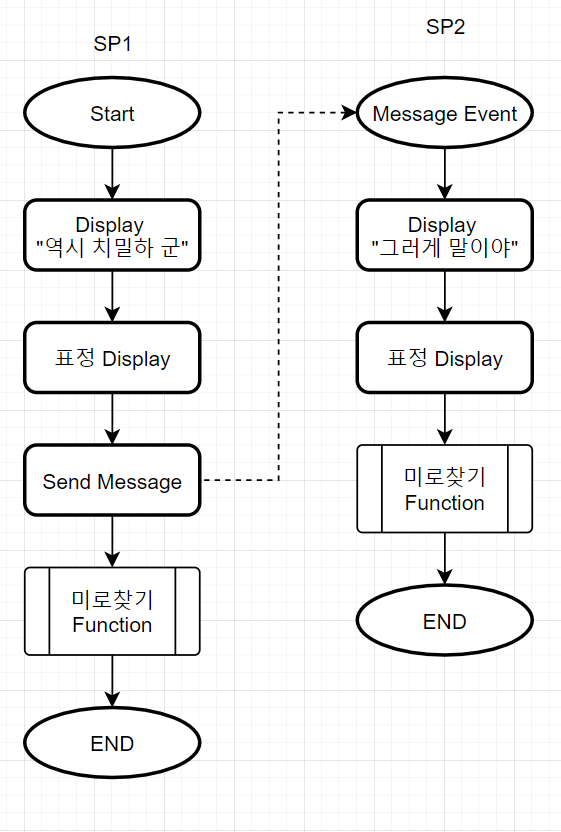 SP1
Start
Display
"역시 치밀하 군"
표정 Display
Send Message
미로찾기
Function
END
SP2
Message Event
Display
"그러게 말이야"
표정 Display
미로찾기
Function
END